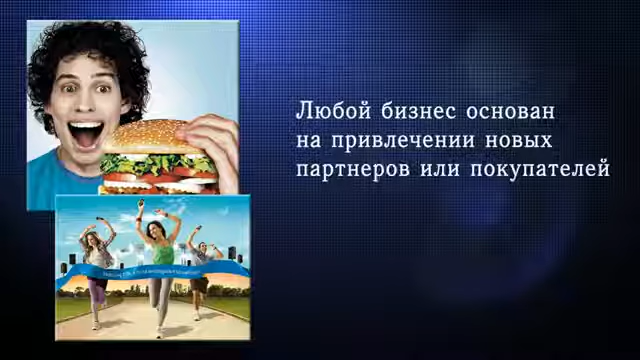 Любой бизнес основан
на привлечении новых
партнеров или покупателей